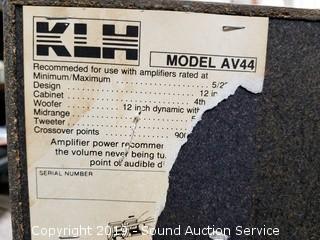 KLH
MODEL AV44
Recommeded for use with amplifiers rated at
Minimum/Maximum
Design
Cabinet
Woofer 12 inch dynamic with
Midrange
Tweeter
Crossover points
Amplifier power recommer
the volume never being tu
point of audible d
SERIAL NUMBER
Copyright 2019 - Sound Auction Service